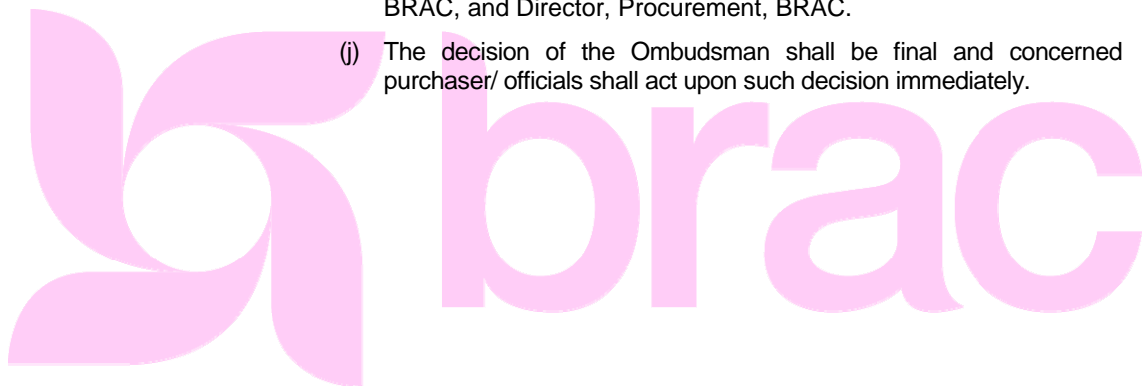 BRAC, and Director, Procurement, BRAC.
(j) The decision of the Ombudsman shall be final and concerned
purchaser/ officials shall act upon such decision immediately.
brac